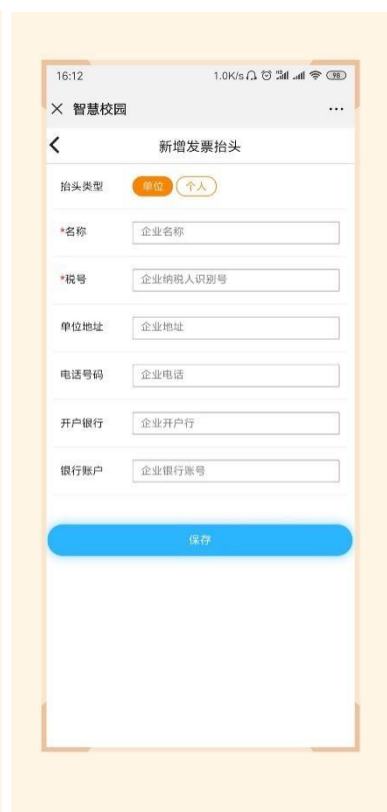 16:12 1.0K/s 98
智慧校园 ...
新增发票抬头
抬头类型 单位 个人
*名称 企业名称
*税号 企业纳税人识别号
单位地址 企业地址
电话号码 企业电话
开户银行 企业开户行
银行账户 企业银行账号
保存